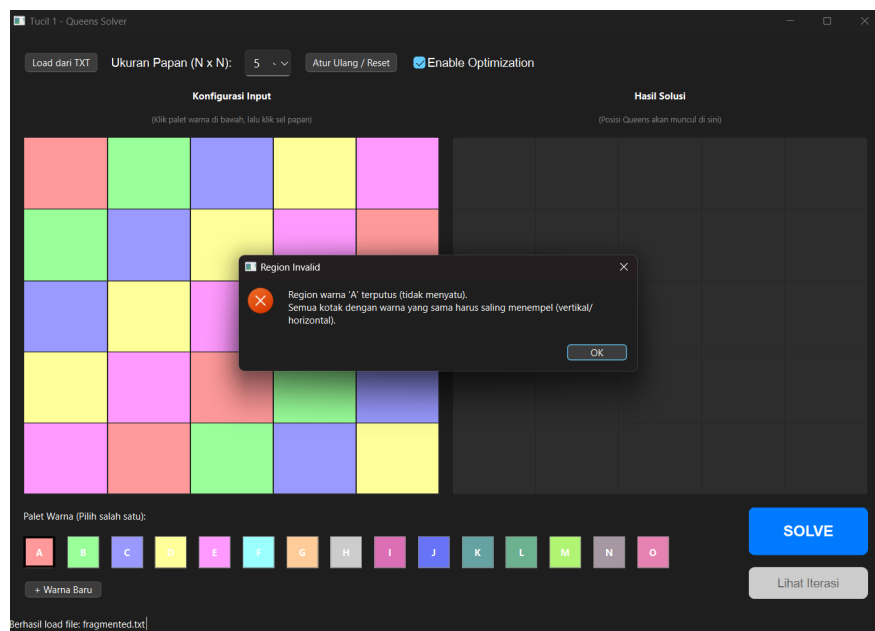 Tucil 1 - Queens Solver
Load dari TXT
Ukuran Papan (N x N):
5
Atur Ulang / Reset
Enable Optimization
Konfigurasi Input
Hasil Solusi
(Klik palet warna di bawah, lalu klik sel papan)
(Posisi Queens akan muncul di sini)
Region Invalid
Region warna 'A' terputus (tidak menyatu).
Semua kotak dengan warna yang sama harus saling menempel (vertikal/
horizontal).
OK
Palet Warna (Pilih salah satu):
A B C D E F G H I J K L M N O
SOLVE
+ Warna Baru
Lihat Iterasi
Berhasil load file: fragmented.txt